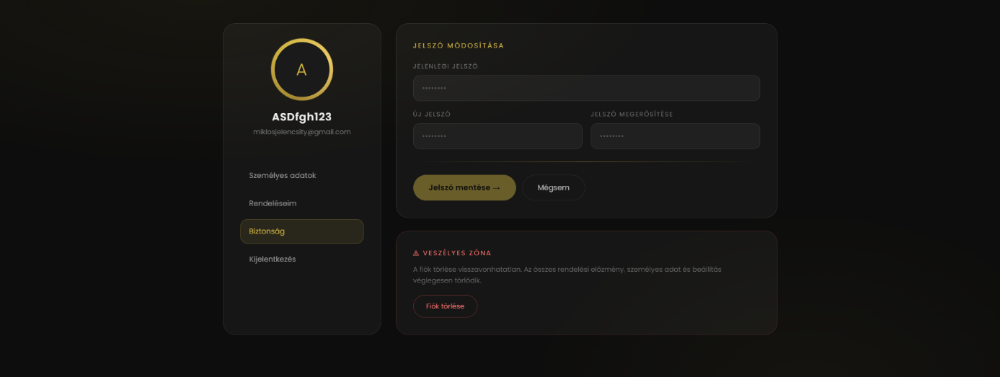 A
ASDfgh123
miklosjelencsity@gmail.com
Személyes adatok
Rendeléseim
Biztonság
Kijelentkezés
JELSZÓ MÓDOSÍTÁSA
JELENLEGI JELSZÓ
••••••••
ÚJ JELSZÓ
••••••••
JELSZÓ MEGERŐSÍTÉSE
••••••••
Jelszó mentése →
Mégsem
⚠ VESZÉLYES ZÓNA
A fiók törlése visszavonhatatlan. Az összes rendelési előzmény, személyes adat és beállítás
véglegesen törlődik.
Fiók törlése